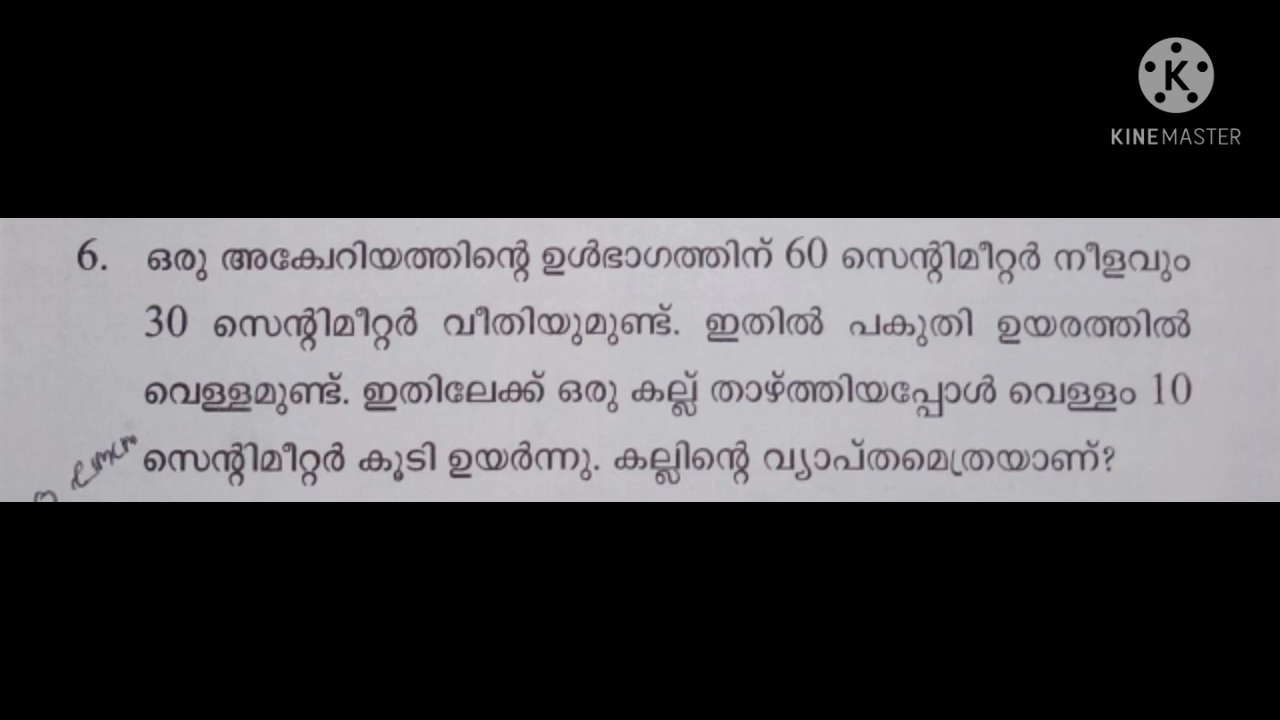 KINEMASTER
6. ഒരു അക്വേറിയത്തിന്റെ ഉൾഭാഗത്തിന് 60 സെന്റിമീറ്റർ നീളവും
30 സെന്റിമീറ്റർ വീതിയുമുണ്ട്. ഇതിൽ പകുതി ഉയരത്തിൽ
വെള്ളമുണ്ട്. ഇതിലേക്ക് ഒരു കല്ല് താഴ്ത്തിയപ്പോൾ വെള്ളം 10
സെന്റിമീറ്റർ കൂടി ഉയർന്നു. കല്ലിന്റെ വ്യാപ്തമെത്രയാണ്?